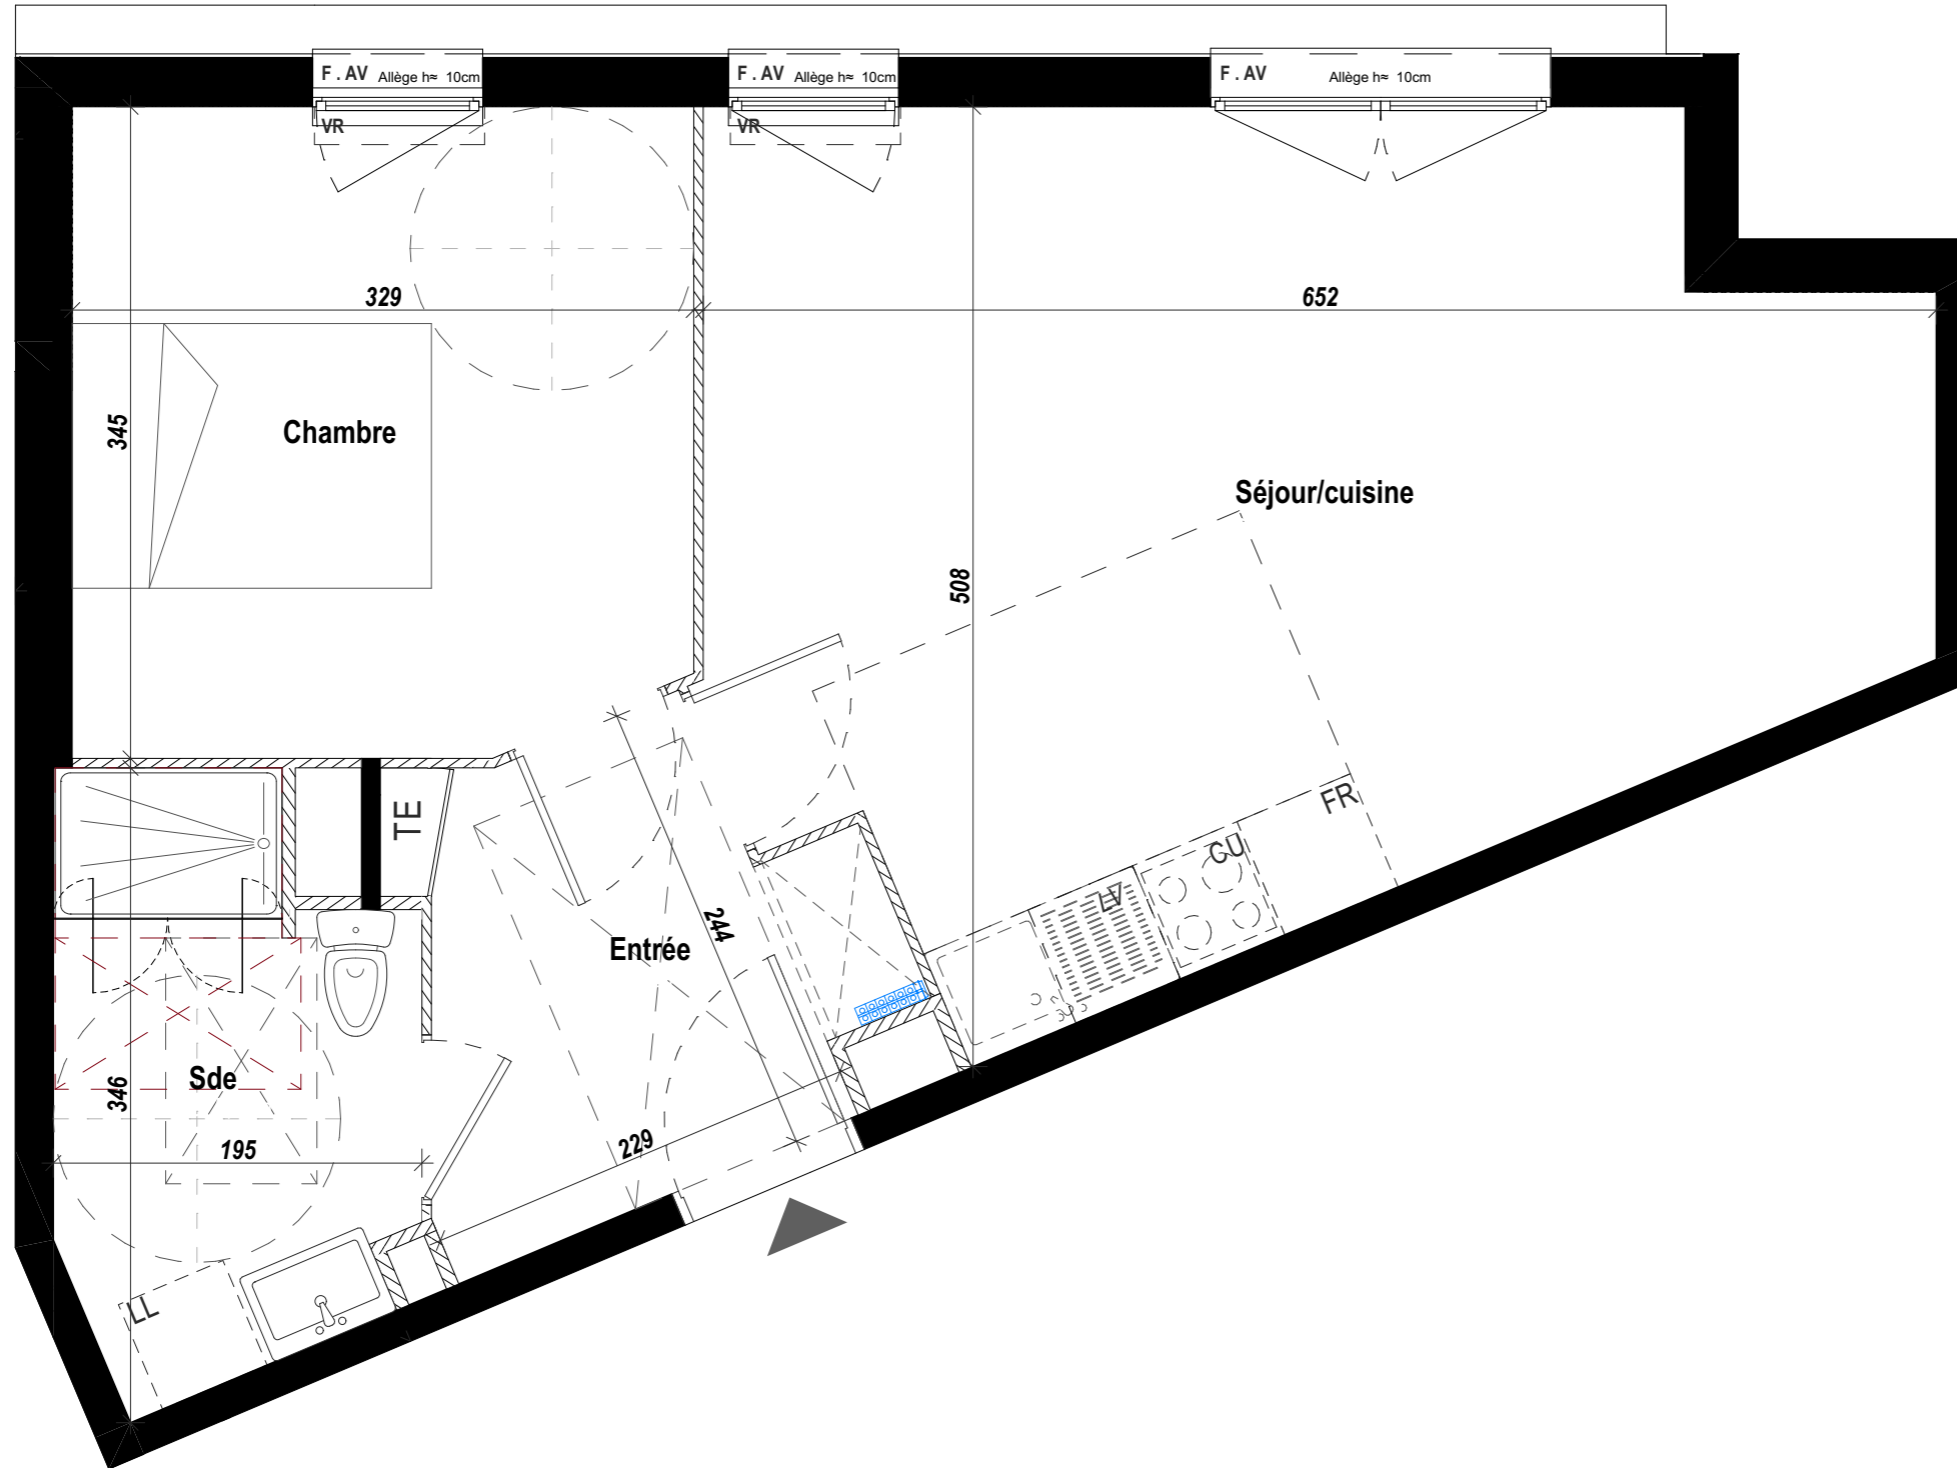 F . AV Allège h≈ 10cm
F . AV Allège h≈ 10cm
F . AV Allège h≈ 10cm
VR
VR
329
652
345
Chambre
Séjour/cuisine
508
TE
FR
CU
LV
244
Entrée
Sde
346
195
229
LL